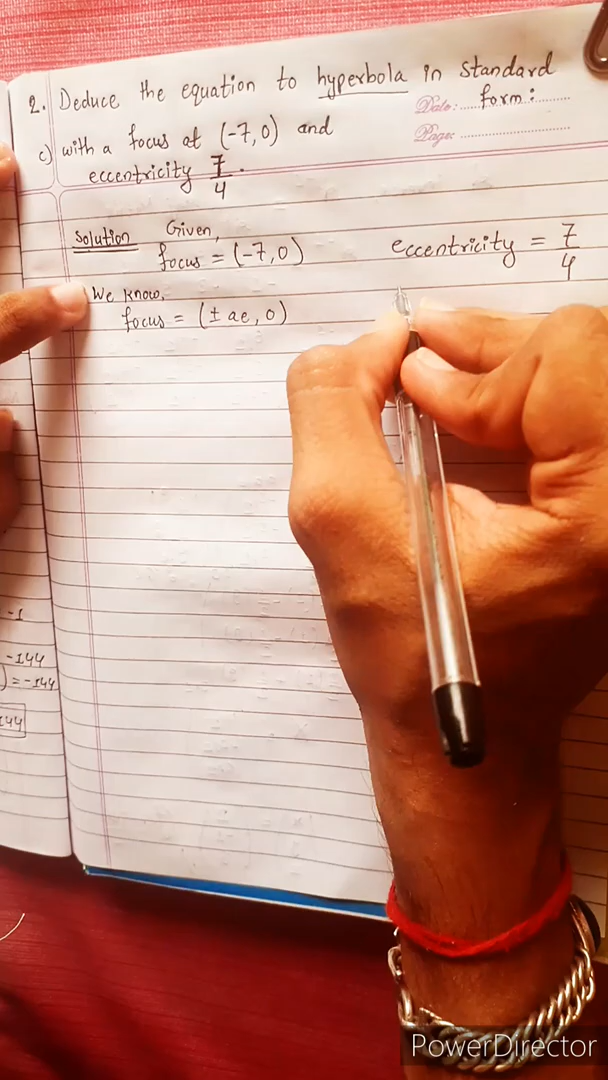 2. Deduce the equation to hyperbola in standard
form:
Date:
Page:
c) with a focus at (-7,0) and
eccentricity 7/4.
Solution Given,
focus = (-7,0) eccentricity = 7/4
We know,
focus = (± ae, 0)
-1
-144
) = -144
144
PowerDirector